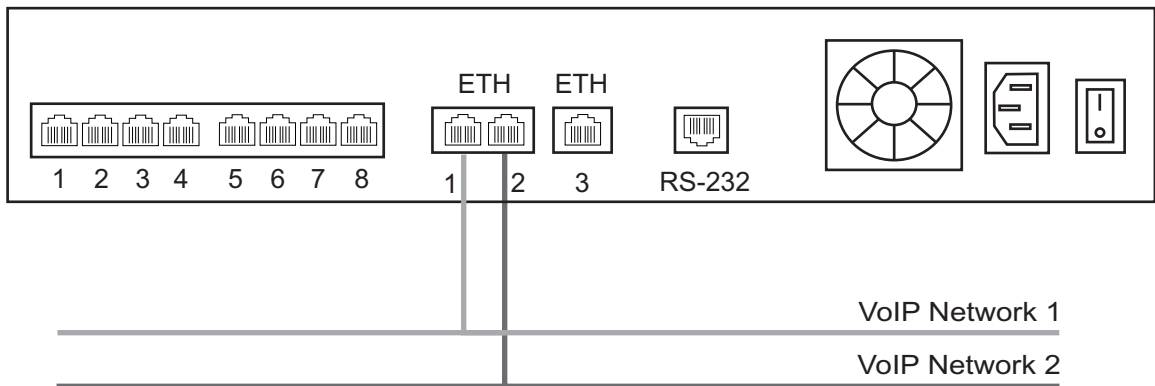 ETH ETH
1 2 3 4 5 6 7 8 1 2 3 RS-232
VoIP Network 1
VoIP Network 2